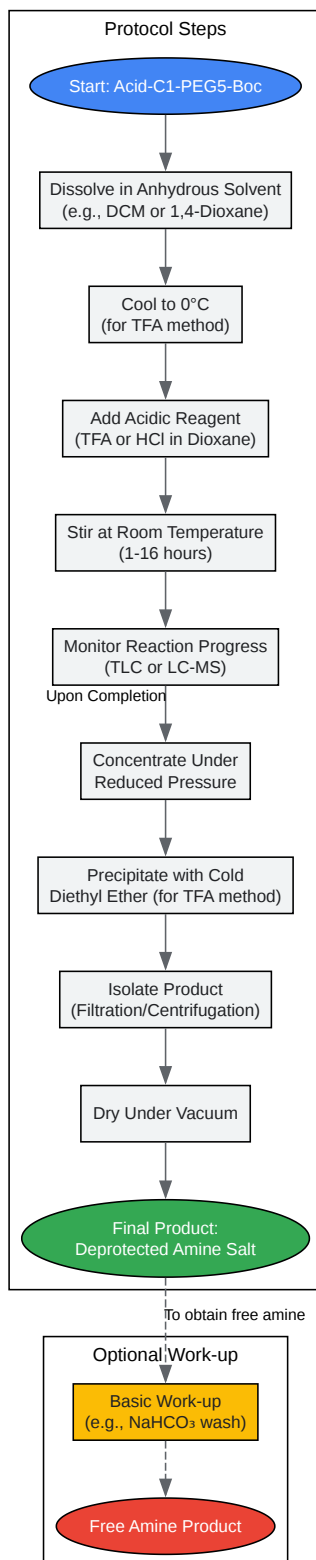 Protocol Steps
Start: Acid-C1-PEG5-Boc
Dissolve in Anhydrous Solvent
(e.g., DCM or 1,4-Dioxane)
Cool to 0°C
(for TFA method)
Add Acidic Reagent
(TFA or HCl in Dioxane)
Stir at Room Temperature
(1-16 hours)
Monitor Reaction Progress
(TLC or LC-MS)
Upon Completion
Concentrate Under
Reduced Pressure
Precipitate with Cold
Diethyl Ether (for TFA method)
Isolate Product
(Filtration/Centrifugation)
Dry Under Vacuum
Final Product:
Deprotected Amine Salt
To obtain free amine
Optional Work-up
Basic Work-up
(e.g., NaHCO₃ wash)
Free Amine Product